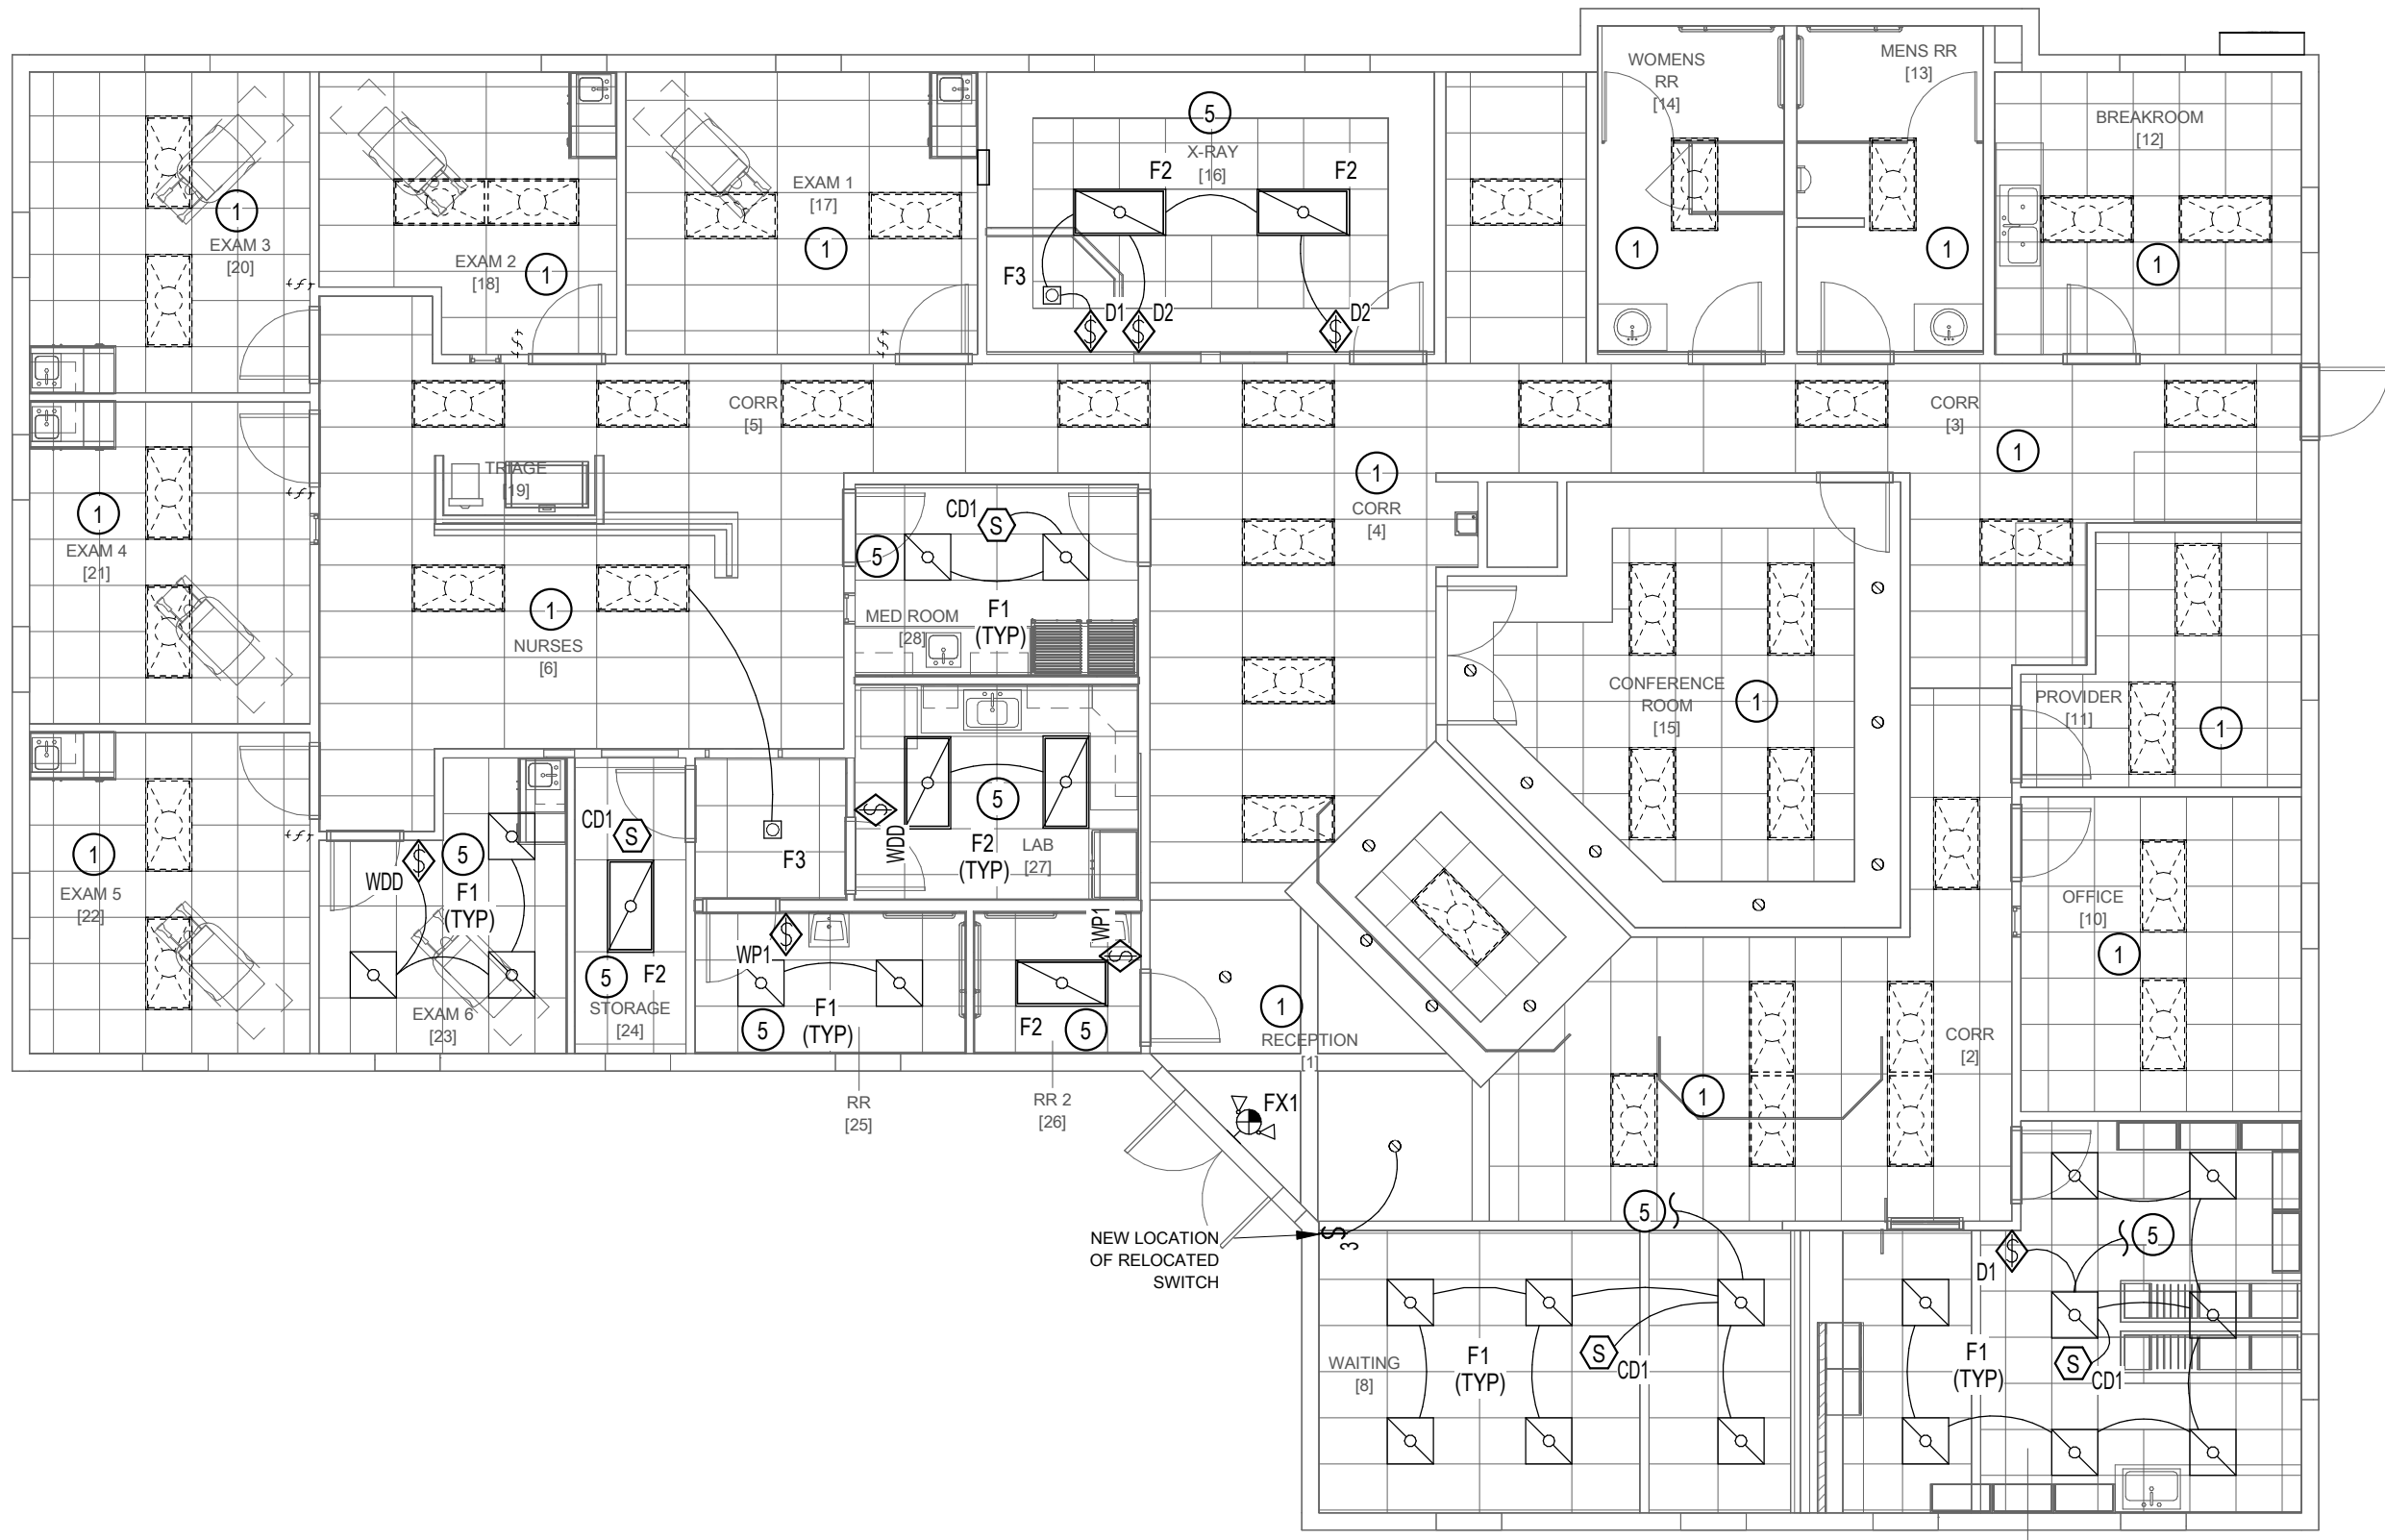 WOMENS
RR
[14]
MENS RR
[13]
BREAKROOM
[12]
1
1
1
5
X-RAY
[16]
F2
F2
F3
D1
D2
D2
EXAM 1
[17]
1
EXAM 2
[18]
1
1
EXAM 3
[20]
CORR
[5]
CORR
[3]
1
1
CORR
[4]
TRIAGE
[19]
1
EXAM 4
[21]
CD1
S
5
MED ROOM
[28]
F1
(TYP)
1
NURSES
[6]
CONFERENCE
ROOM
[15]
1
PROVIDER
[11]
1
5
F2
(TYP)
LAB
[27]
WDD
F3
CD1
S
1
EXAM 5
[22]
WDD
5
F1
(TYP)
EXAM 6
[23]
5
F2
STORAGE
[24]
WP1
5
F1
(TYP)
WP1
F2
5
OFFICE
[10]
1
1
RECEPTION
[1]
CORR
[2]
1
RR
[25]
RR 2
[26]
FX1
NEW LOCATION
OF RELOCATED
SWITCH
$
3
5
5
D1
WAITING
[8]
F1
(TYP)
S
CD1
F1
(TYP)
S
CD1